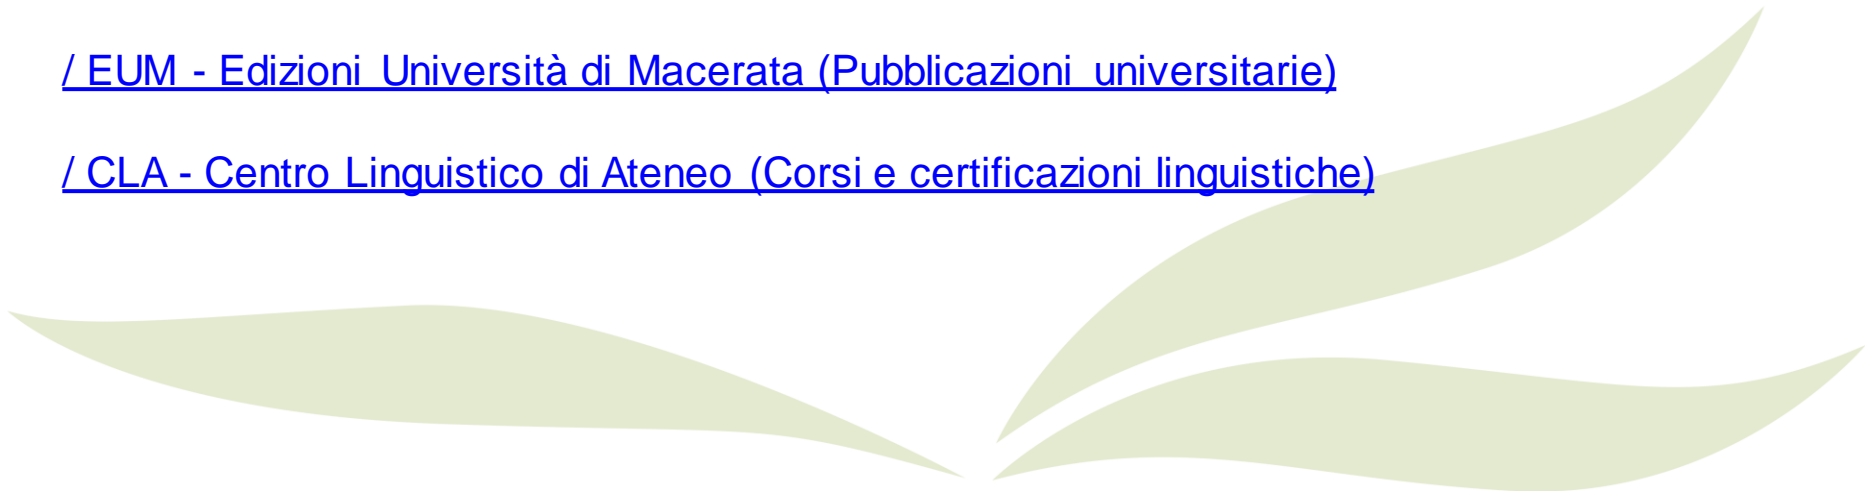 / EUM - Edizioni Università di Macerata (Pubblicazioni universitarie)
/ CLA - Centro Linguistico di Ateneo (Corsi e certificazioni linguistiche)